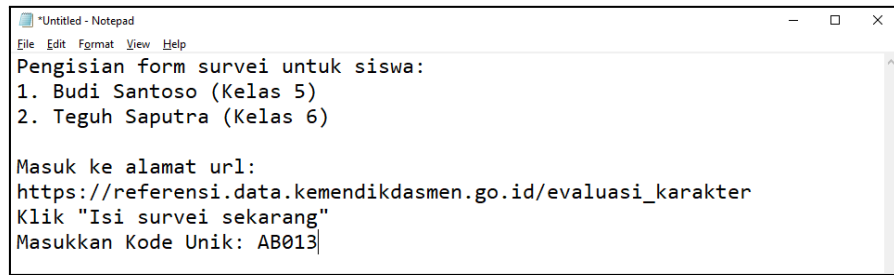 *Untitled - Notepad
File Edit Format View Help
Pengisian form survei untuk siswa:
1. Budi Santoso (Kelas 5)
2. Teguh Saputra (Kelas 6)
Masuk ke alamat url:
https://referensi.data.kemendikdasmen.go.id/evaluasi_karakter
Klik "Isi survei sekarang"
Masukkan Kode Unik: AB013